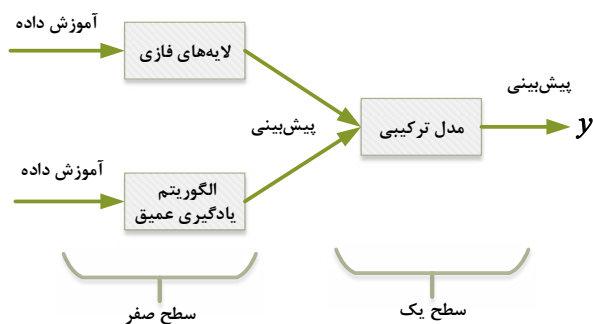 آموزش داده
لایه‌های فازی
پیش‌بینی
مدل ترکیبی
پیش‌بینی
y
آموزش داده
الگوریتم
یادگیری عمیق
سطح صفر
سطح یک